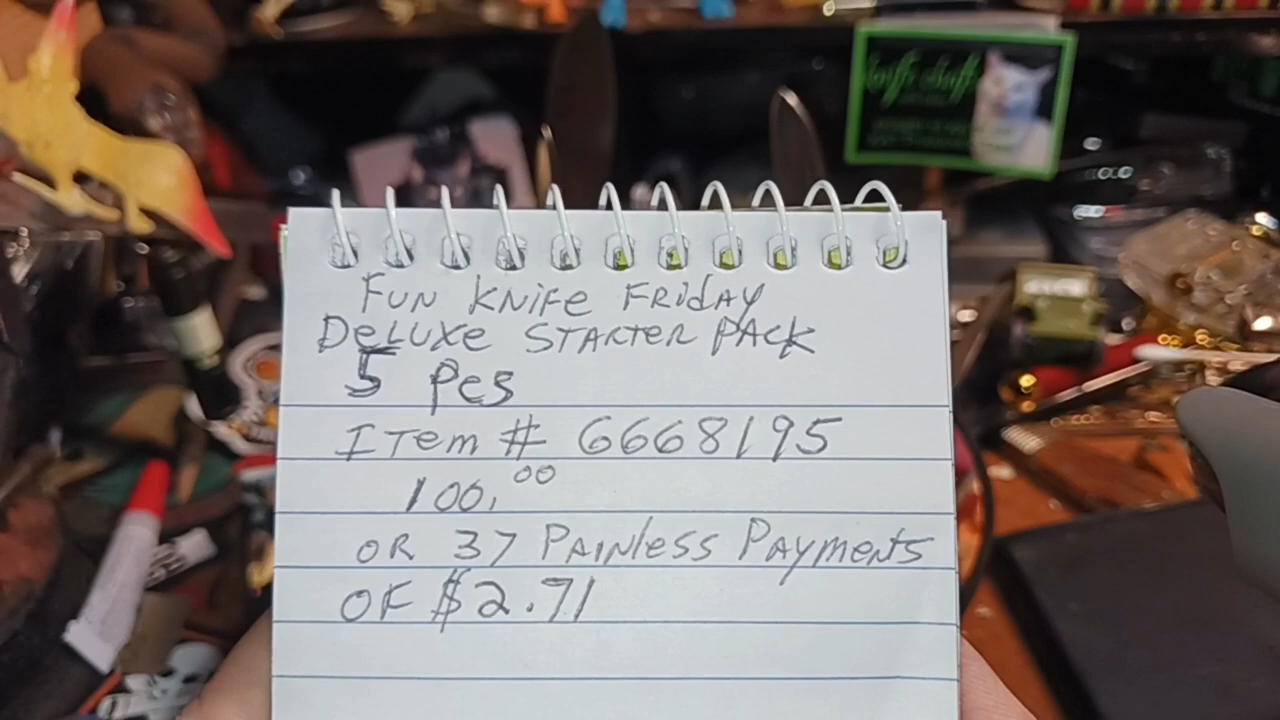 FUN KNIFE FRIDAY
DELUXE STARTER PACK
5 Pcs
ITem # 6668195
100.00
OR 37 PAINless PAYMENTS
OF $2.71